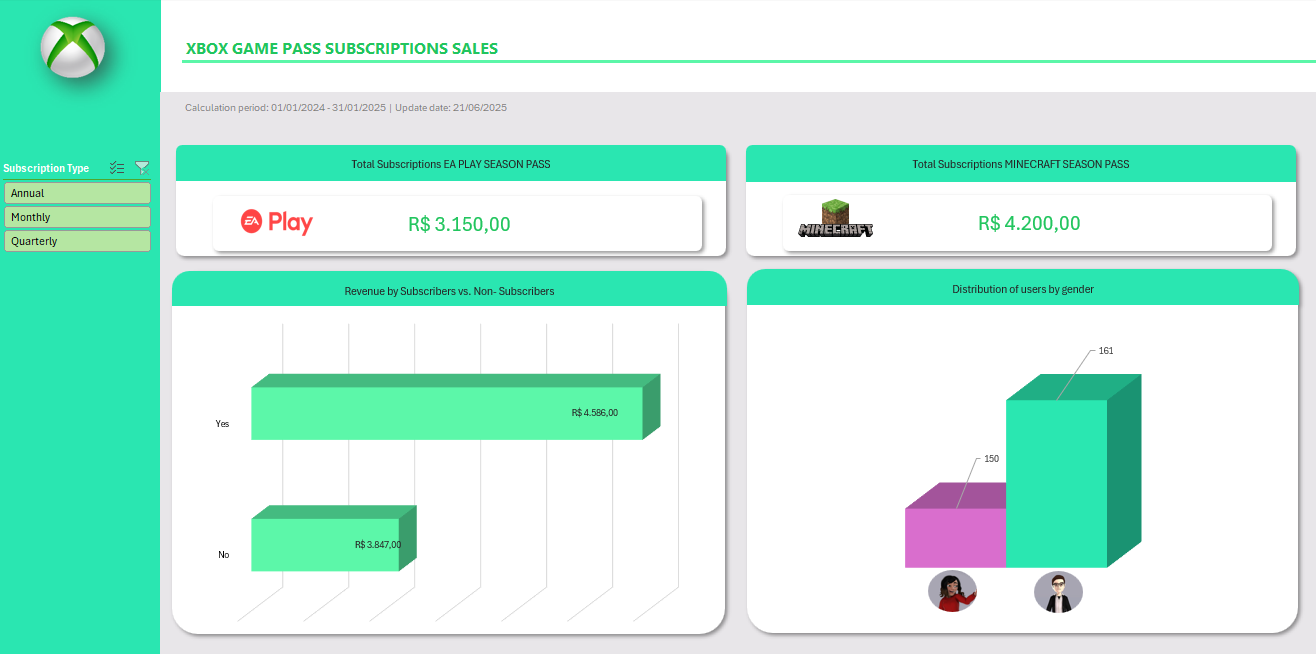 XBOX GAME PASS SUBSCRIPTIONS SALES
Calculation period: 01/01/2024 - 31/01/2025 | Update date: 21/06/2025
Subscription Type
Annual
Monthly
Quarterly
Total Subscriptions EA PLAY SEASON PASS
EA Play
R$ 3.150,00
Total Subscriptions MINECRAFT SEASON PASS
MINECRAFT
R$ 4.200,00
Revenue by Subscribers vs. Non- Subscribers
Yes
R$ 4.586,00
No
R$ 3.847,00
Distribution of users by gender
161
150